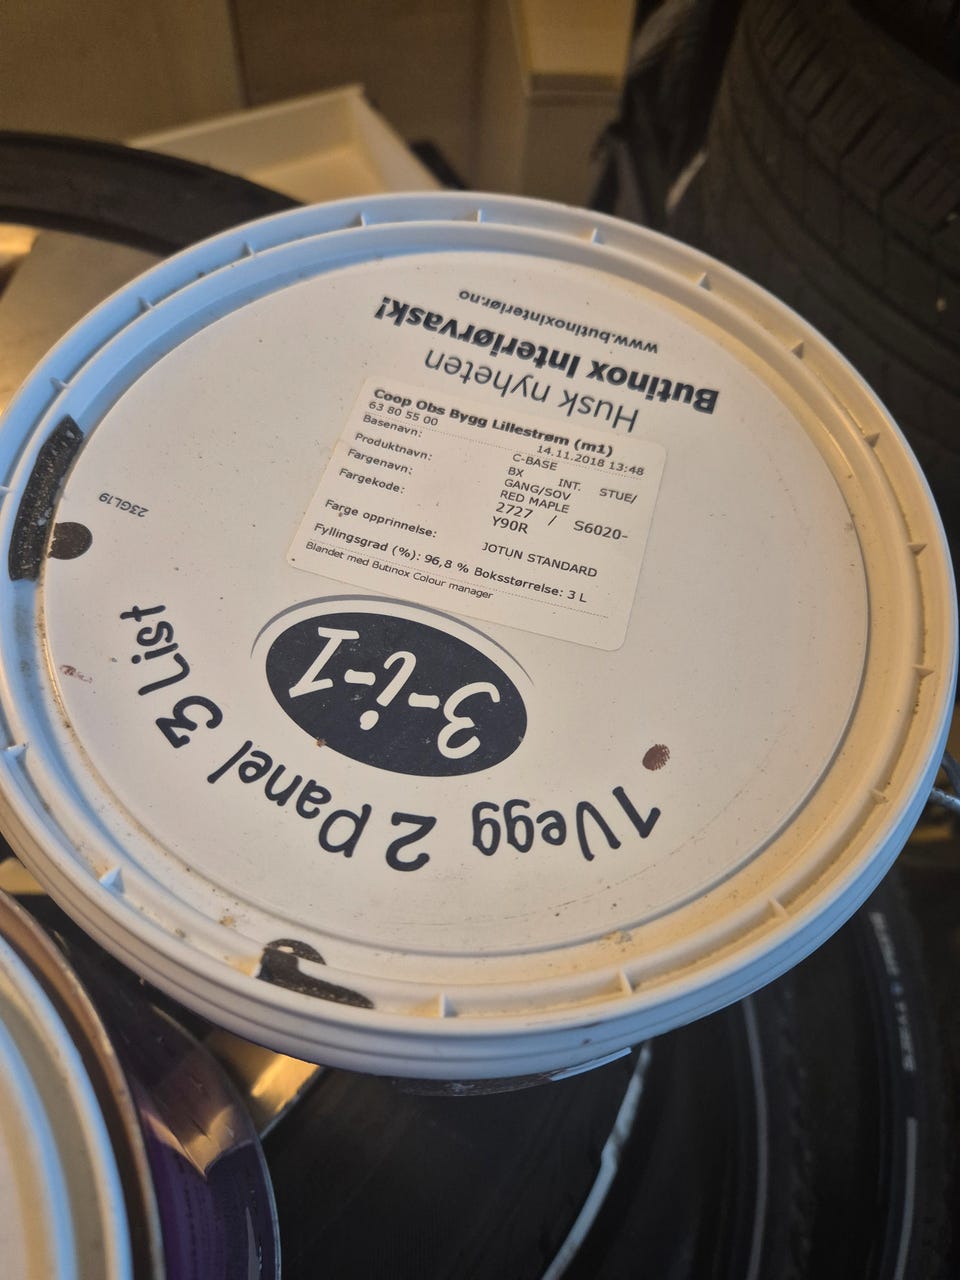 www.butinoxinteriør.no
Butinox Interiørvask!
Husk nyheten
Coop Obs Bygg Lillestrøm (m1)
63 80 55 00 14.11.2018 13:48
Basenavn: C-BASE
Produktnavn: BX INT. STUE/
GANG/SOV
Fargenavn: RED MAPLE
Fargekode: 2727 / S6020-
Y90R
Farge opprinnelse: JOTUN STANDARD
Fyllingsgrad (%): 96,8 % Boksstørrelse: 3 L
Blandet med Butinox Colour manager
23GL19
3-i-1
1 Vegg 2 Panel 3 List